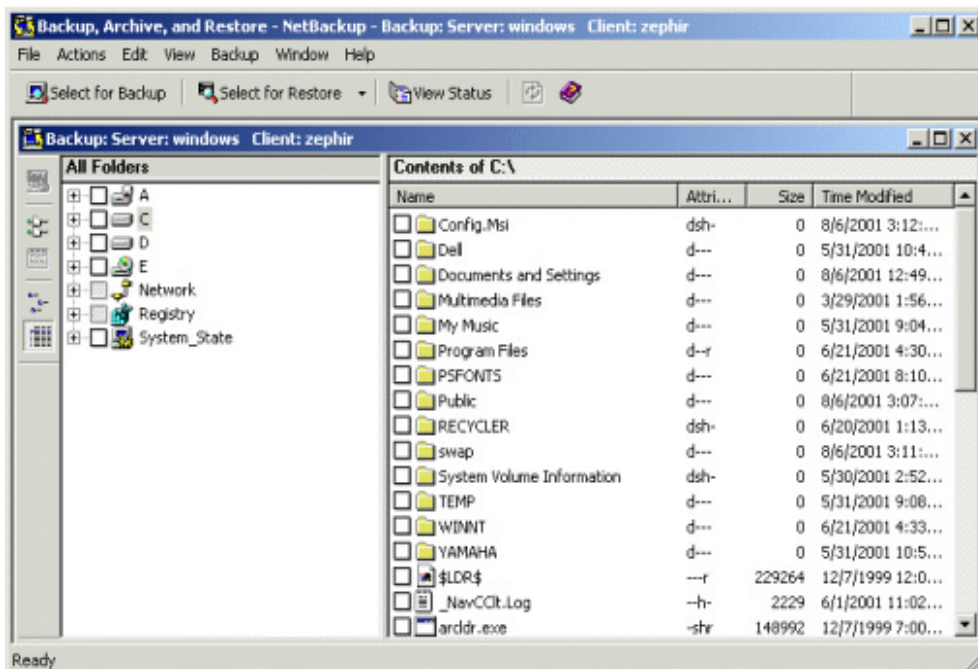 Backup, Archive, and Restore - NetBackup - Backup: Server: windows Client: zephir
File Actions Edit View Backup Window Help
Select for Backup Select for Restore View Status
Backup: Server: windows Client: zephir
All Folders Contents of C:\
Name Attri... Size Time Modified
A
C
D
E
Network
Registry
System_State
Config.Msi dsh- 0 8/6/2001 3:12:...
Dell d--- 0 5/31/2001 10:4...
Documents and Settings d--- 0 8/6/2001 12:49...
Multimedia Files d--- 0 3/29/2001 1:56...
My Music d--- 0 5/31/2001 9:04...
Program Files d--r 0 6/21/2001 4:30...
PSFONTS d--- 0 6/21/2001 8:10...
Public d--- 0 8/6/2001 3:07:...
RECYCLER dsh- 0 6/20/2001 1:13...
swap d--- 0 8/6/2001 3:11:...
System Volume Information dsh- 0 5/30/2001 2:52...
TEMP d--- 0 5/31/2001 9:08...
WINNT d--- 0 6/21/2001 4:33...
YAMAHA d--- 0 5/31/2001 10:5...
$LDR$ ---r 229264 12/7/1999 12:0...
_NavCClt.Log --h- 2229 6/1/2001 11:02...
arcldr.exe -shr 148992 12/7/1999 7:00...
Ready